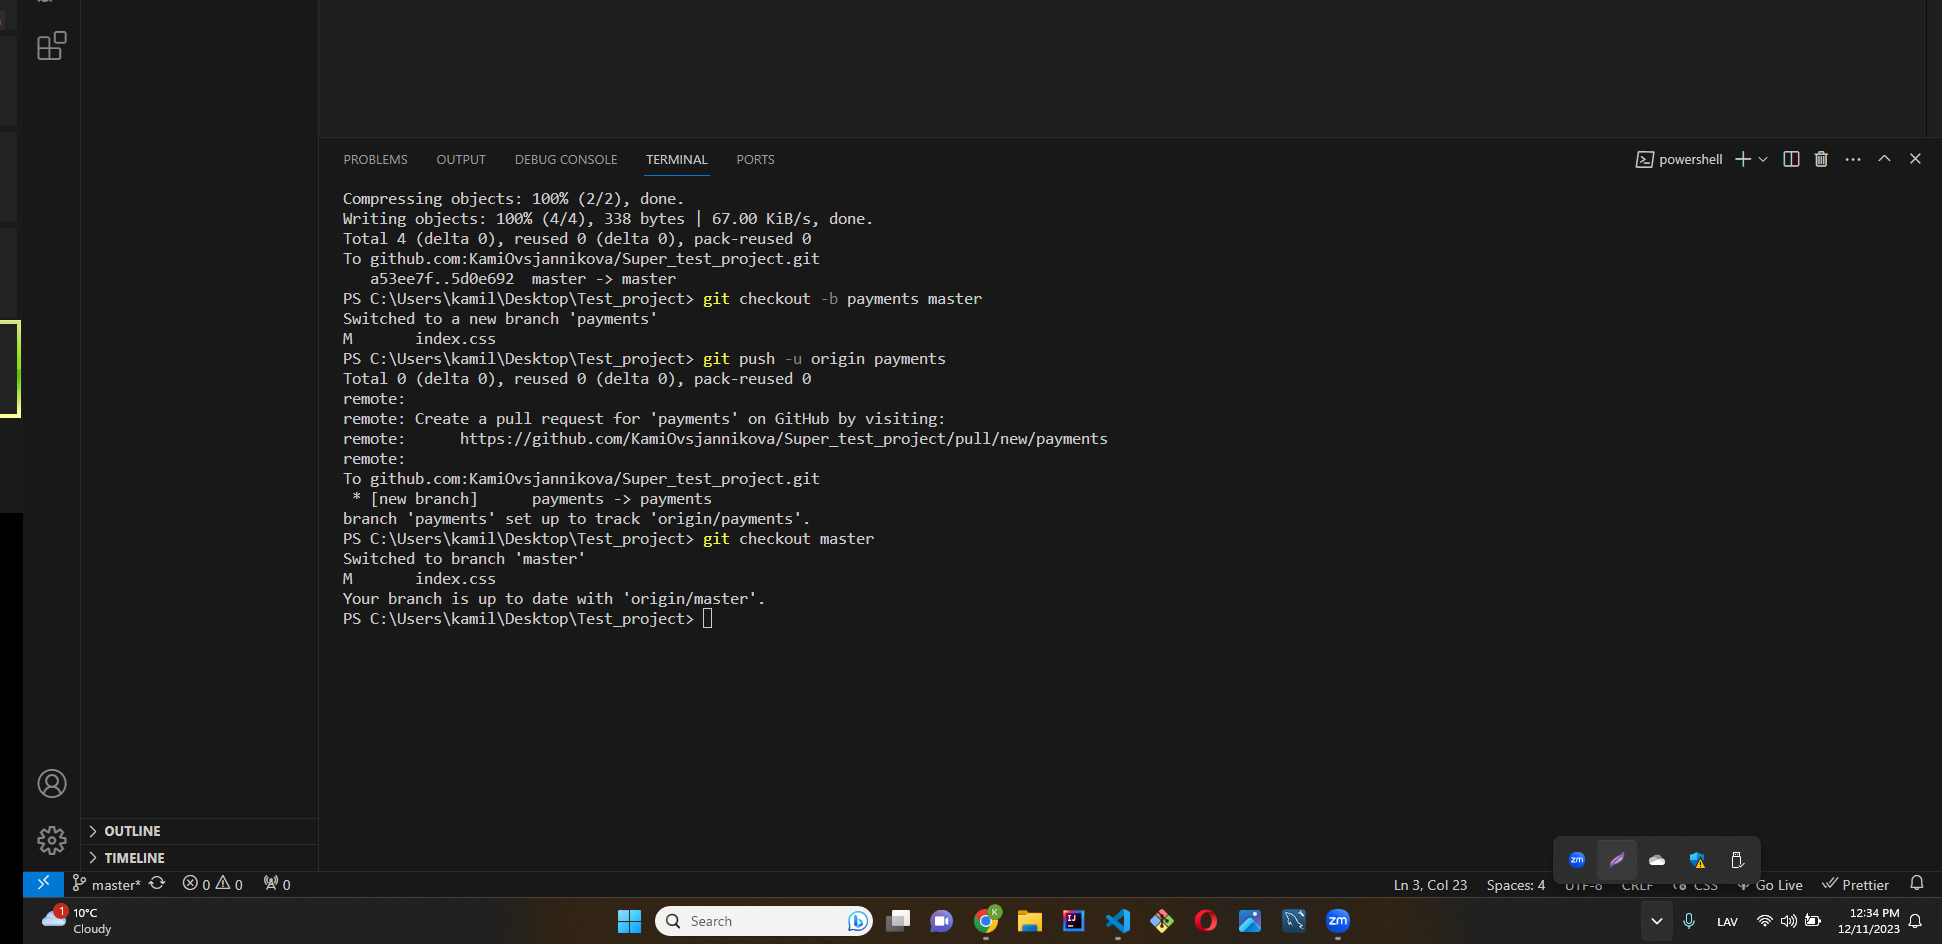 PROBLEMS OUTPUT DEBUG CONSOLE TERMINAL PORTS powershell
Compressing objects: 100% (2/2), done.
Writing objects: 100% (4/4), 338 bytes | 67.00 KiB/s, done.
Total 4 (delta 0), reused 0 (delta 0), pack-reused 0
To github.com:KamiOvsjannikova/Super_test_project.git
a53ee7f..5d0e692  master -> master
PS C:\Users\kamil\Desktop\Test_project> git checkout -b payments master
Switched to a new branch 'payments'
M       index.css
PS C:\Users\kamil\Desktop\Test_project> git push -u origin payments
Total 0 (delta 0), reused 0 (delta 0), pack-reused 0
remote:
remote: Create a pull request for 'payments' on GitHub by visiting:
remote:      https://github.com/KamiOvsjannikova/Super_test_project/pull/new/payments
remote:
To github.com:KamiOvsjannikova/Super_test_project.git
* [new branch]      payments -> payments
branch 'payments' set up to track 'origin/payments'.
PS C:\Users\kamil\Desktop\Test_project> git checkout master
Switched to branch 'master'
M       index.css
Your branch is up to date with 'origin/master'.
PS C:\Users\kamil\Desktop\Test_project>
OUTLINE
TIMELINE
zm
master* 0 0 0 Ln 3, Col 23 Spaces: 4 UTF-8 CRLF CSS Go Live Prettier
1 10°C
Cloudy
Search
K
IJ
zm
LAV
12:34 PM
12/11/2023